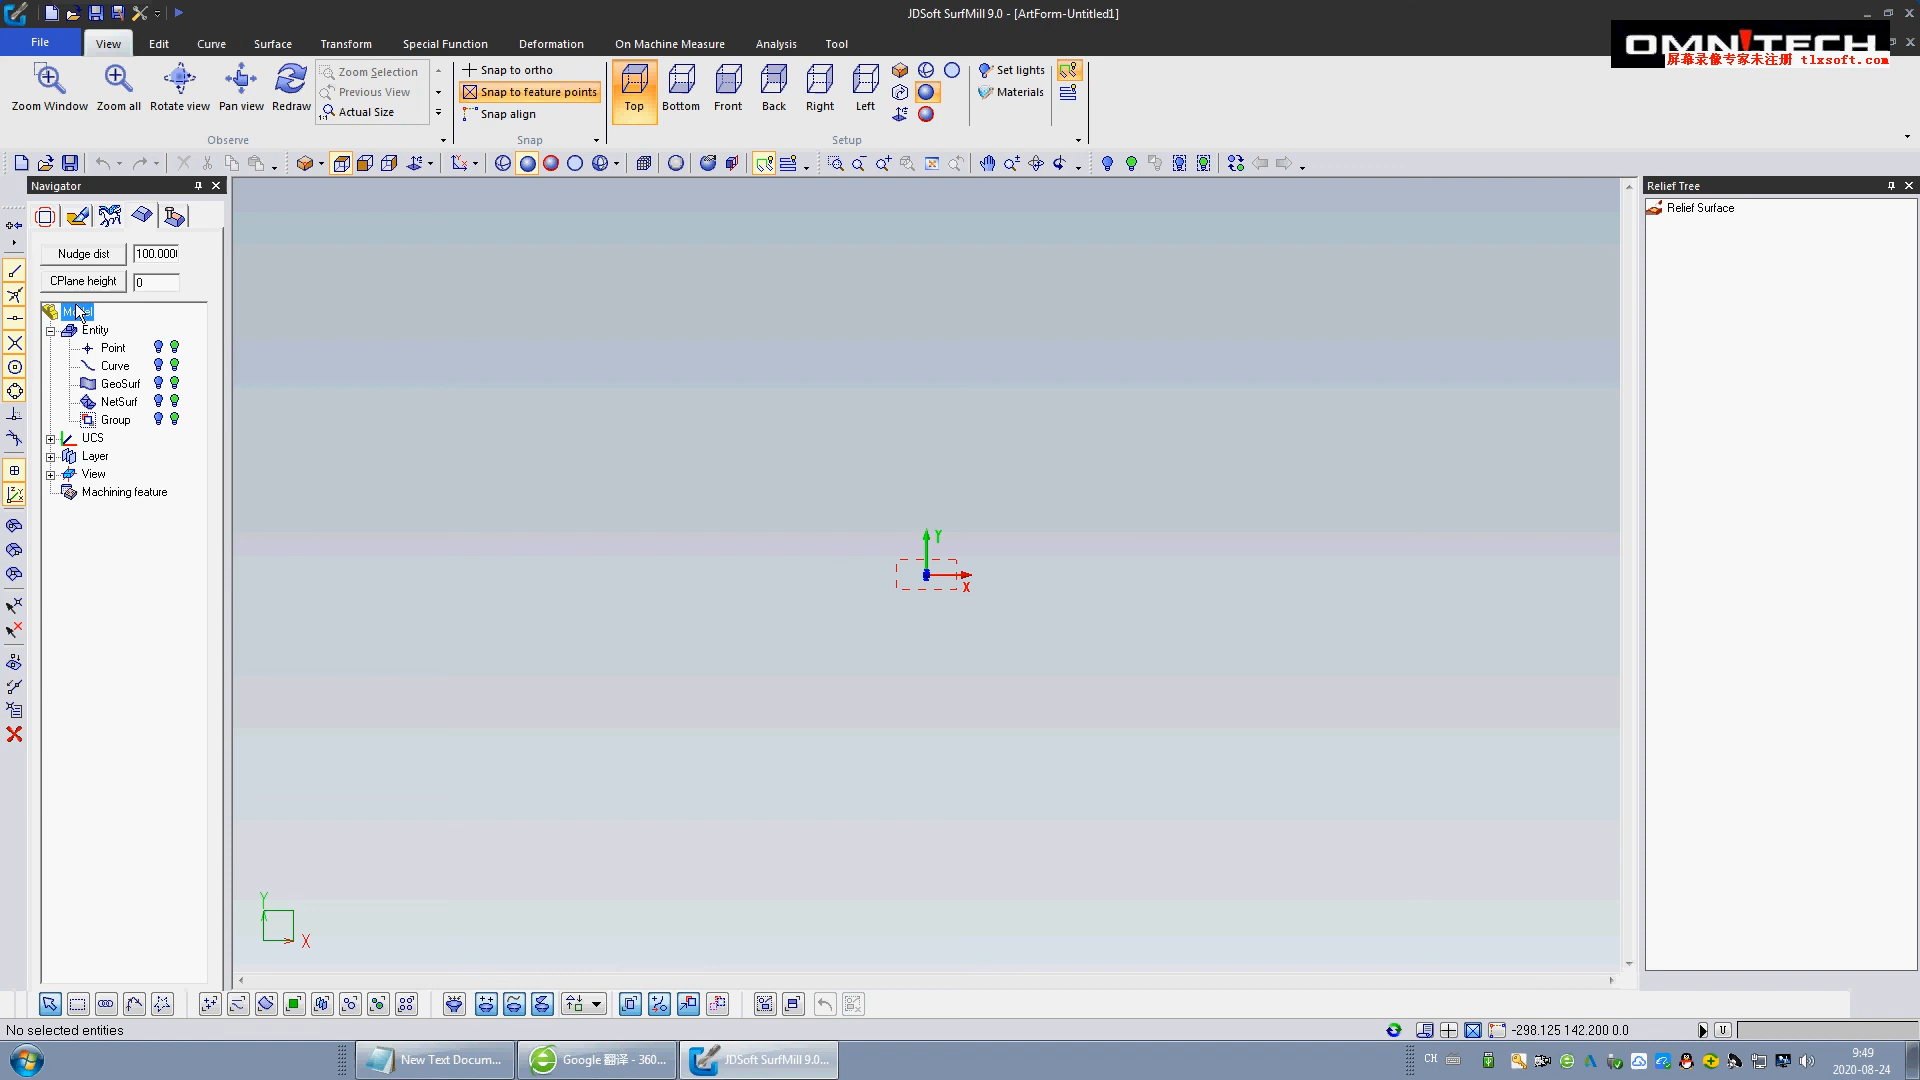 JDSoft SurfMill 9.0 - [ArtForm-Untitled1]
File View Edit Curve Surface Transform Special Function Deformation On Machine Measure Analysis Tool
OMNITECH
屏幕录像专家未注册 tlxsoft.com
Zoom Window Zoom all Rotate view Pan view Redraw
Zoom Selection
Previous View
1:1 Actual Size
Observe
Snap to ortho
Snap to feature points
Snap align
Snap
Top Bottom Front Back Right Left
Set lights
Materials
Setup
Navigator
Nudge dist 100.000
CPlane height 0
Entity
Point
Curve
GeoSurf
NetSurf
Group
UCS
Layer
View
Machining feature
Relief Tree
Relief Surface
Y
X
Y
X
No selected entities
-298.125 142.200 0.0
U
New Text Docum...
Google 翻译 - 360...
JDSoft SurfMill 9.0...
CH
9:49
2020-08-24